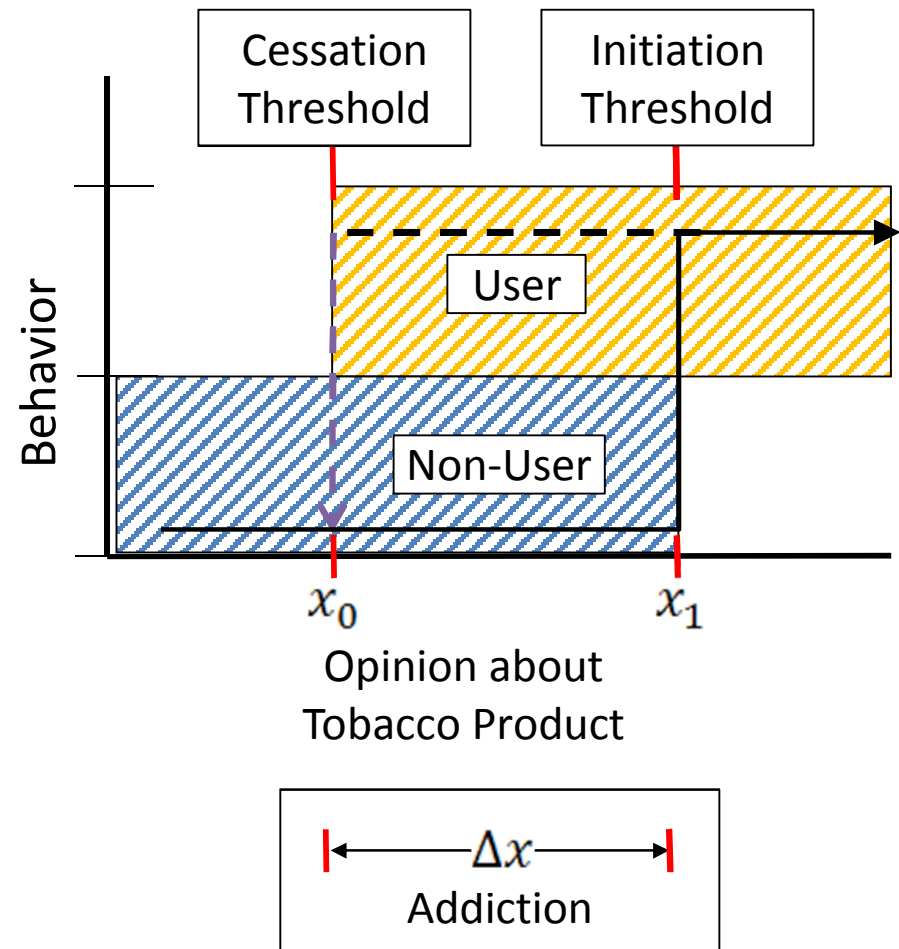 Cessation
Threshold
Initiation
Threshold
Behavior
User
Non-User
x₀
x₁
Opinion about
Tobacco Product
Δx
Addiction